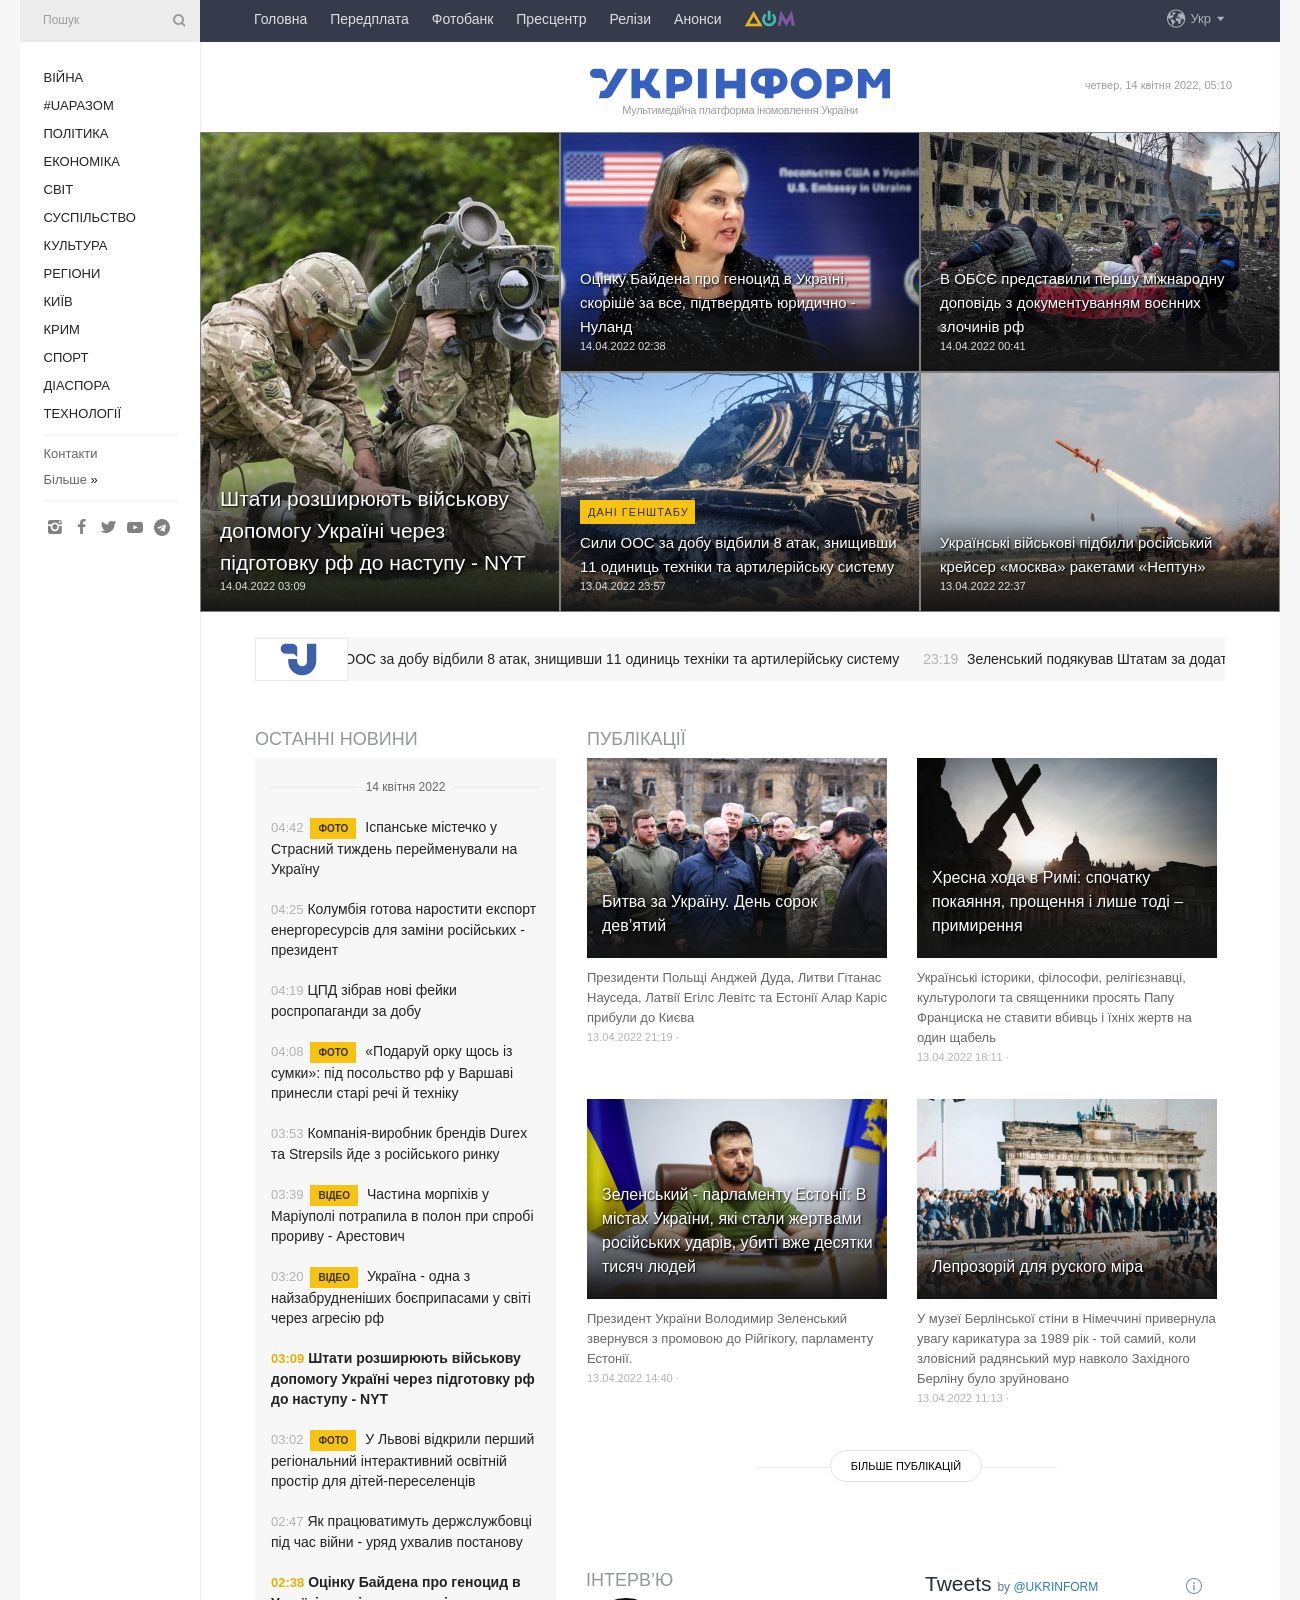 Пошук
Головна Передплата Фотобанк Пресцентр Релізи Анонси ДОМ
Укр
ВІЙНА
#UАРАЗОМ
ПОЛІТИКА
ЕКОНОМІКА
СВІТ
СУСПІЛЬСТВО
КУЛЬТУРА
РЕГІОНИ
КИЇВ
КРИМ
СПОРТ
ДІАСПОРА
ТЕХНОЛОГІЇ
Контакти
Більше »
УКРІНФОРМ
Мультимедійна платформа іномовлення України
четвер, 14 квітня 2022, 05:10
Штати розширюють військову
допомогу Україні через
підготовку рф до наступу - NYT
14.04.2022 03:09
Посольство США в Україні
U.S. Embassy in Ukraine
Оцінку Байдена про геноцид в Україні,
скоріше за все, підтвердять юридично -
Нуланд
14.04.2022 02:38
В ОБСЄ представили першу міжнародну
доповідь з документуванням воєнних
злочинів рф
14.04.2022 00:41
ДАНІ ГЕНШТАБУ
Сили ООС за добу відбили 8 атак, знищивши
11 одиниць техніки та артилерійську систему
13.04.2022 23:57
Українські військові підбили російський
крейсер «москва» ракетами «Нептун»
13.04.2022 22:37
ООС за добу відбили 8 атак, знищивши 11 одиниць техніки та артилерійську систему 23:19 Зеленський подякував Штатам за додат
ОСТАННІ НОВИНИ
14 квітня 2022
04:42 ФОТО Іспанське містечко у
Страсний тиждень перейменували на
Україну
04:25 Колумбія готова наростити експорт
енергоресурсів для заміни російських -
президент
04:19 ЦПД зібрав нові фейки
роспропаганди за добу
04:08 ФОТО «Подаруй орку щось із
сумки»: під посольство рф у Варшаві
принесли старі речі й техніку
03:53 Компанія-виробник брендів Durex
та Strepsils йде з російського ринку
03:39 ВІДЕО Частина морпіхів у
Маріуполі потрапила в полон при спробі
прориву - Арестович
03:20 ВІДЕО Україна - одна з
найзабрудненіших боєприпасами у світі
через агресію рф
03:09 Штати розширюють військову
допомогу Україні через підготовку рф
до наступу - NYT
03:02 ФОТО У Львові відкрили перший
регіональний інтерактивний освітній
простір для дітей-переселенців
02:47 Як працюватимуть держслужбовці
під час війни - уряд ухвалив постанову
02:38 Оцінку Байдена про геноцид в
ПУБЛІКАЦІЇ
Битва за Україну. День сорок
дев’ятий
Президенти Польщі Анджей Дуда, Литви Гітанас
Науседа, Латвії Егілс Левітс та Естонії Алар Каріс
прибули до Києва
13.04.2022 21:19 ·
Хресна хода в Римі: спочатку
покаяння, прощення і лише тоді –
примирення
Українські історики, філософи, релігієзнавці,
культурологи та священники просять Папу
Франциска не ставити вбивць і їхніх жертв на
один щабель
13.04.2022 18:11 ·
Зеленський - парламенту Естонії: В
містах України, які стали жертвами
російських ударів, убиті вже десятки
тисяч людей
Президент України Володимир Зеленський
звернувся з промовою до Рійгікогу, парламенту
Естонії.
13.04.2022 14:40 ·
Лепрозорій для руского міра
У музеї Берлінської стіни в Німеччині привернула
увагу карикатура за 1989 рік - той самий, коли
зловісний радянський мур навколо Західного
Берліну було зруйновано
13.04.2022 11:13 ·
БІЛЬШЕ ПУБЛІКАЦІЙ
ІНТЕРВ’Ю
Tweets by @UKRINFORM